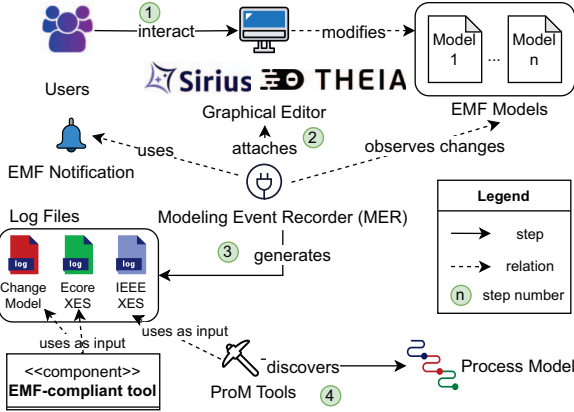 1
interact
modifies
Model
1
...
Model
n
Users
Sirius
THEIA
Graphical Editor
EMF Models
attaches
2
uses
observes changes
EMF Notification
Modeling Event Recorder (MER)
Log Files
3
generates
log
log
log
Change
Model
Ecore
XES
IEEE
XES
Legend
step
relation
n
step number
uses as input
uses as input
<<component>>
EMF-compliant tool
discovers
4
ProM Tools
Process Model